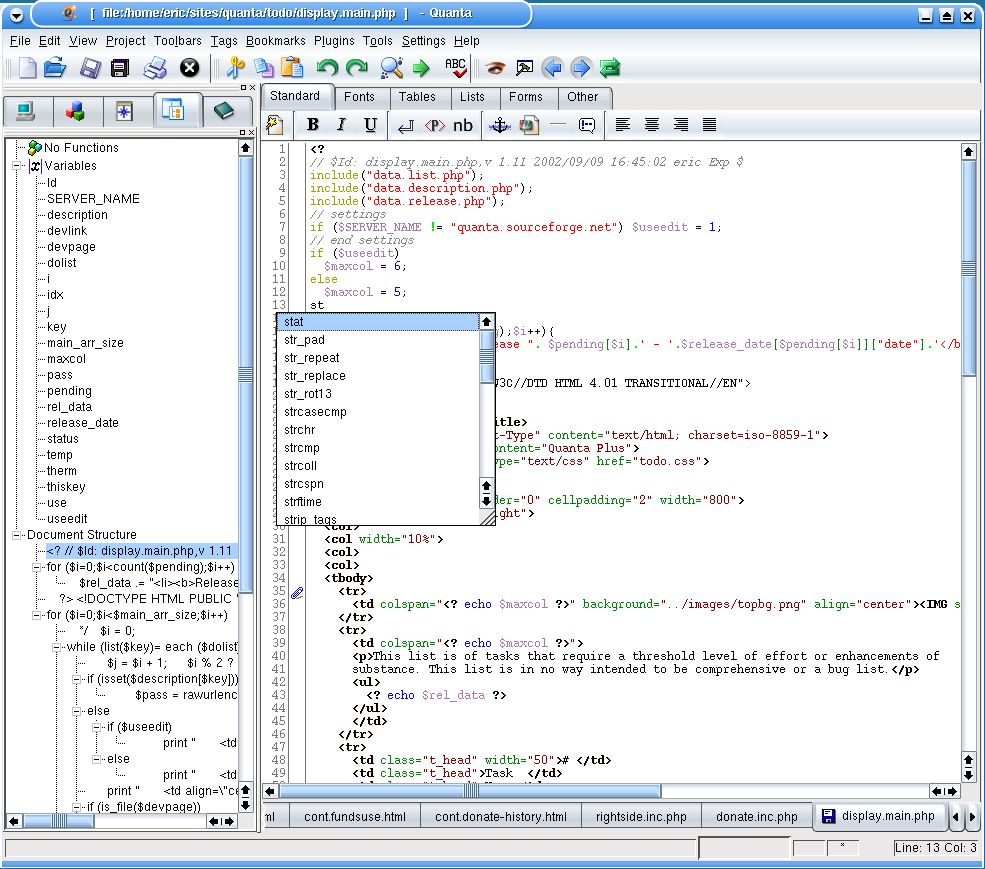 [ file:/home/eric/sites/quanta/todo/display.main.php ] - Quanta
File Edit View Project Toolbars Tags Bookmarks Plugins Tools Settings Help
ABC
Standard Fonts Tables Lists Forms Other
B I U <P> nb
No Functions
Variables
Id
SERVER_NAME
description
devlink
devpage
dolist
i
idx
j
key
main_arr_size
maxcol
pass
pending
rel_data
release_date
status
temp
therm
thiskey
use
useedit
Document Structure
<? // $Id: display.main.php,v 1.11
for ($i=0;$i<count($pending);$i++)
$rel_data .= "<li><b>Release
?> <!DOCTYPE HTML PUBLIC "
for ($i=0;$i<$main_arr_size;$i++)
*/ $i = 0;
while (list($key)= each ($dolist
$j = $i + 1; $i % 2 ?
if (isset($description[$key]))
$pass = rawurlenc
else
if ($useedit)
print " <td
else
print " <td
print " <td align=\"ce
if (is_file($devpage))
1 <?
2 // $Id: display.main.php,v 1.11 2002/09/09 16:45:02 eric Exp $
3 include("data.list.php");
4 include("data.description.php");
5 include("data.release.php");
6 // settings
7 if ($SERVER_NAME != "quanta.sourceforge.net") $useedit = 1;
8 // end settings
9 if ($useedit)
10 $maxcol = 6;
11 else
12 $maxcol = 5;
13 st
stat
str_pad
str_repeat
str_replace
str_rot13
strcasecmp
strchr
strcmp
strcoll
strcspn
strftime
strip_tags
);$i++){
ease ". $pending[$i].' - '.$release_date[$pending[$i]]["date"].'</b
W3C//DTD HTML 4.01 TRANSITIONAL//EN">
itle>
t-Type" content="text/html; charset=iso-8859-1">
ontent="Quanta Plus">
ype="text/css" href="todo.css">
der="0" cellpadding="2" width="800">
ight">
30 <col>
31 <col width="10%">
32 <col>
33 <col>
34 <tbody>
35 <tr>
36 <td colspan="<? echo $maxcol ?>" background="../images/topbg.png" align="center"><IMG s
37 </tr>
38 <tr>
39 <td colspan="<? echo $maxcol ?>">
40 <p>This list is of tasks that require a threshold level of effort or enhancements of
41 substance. This list is in no way intended to be comprehensive or a bug list.</p>
42 <ul>
43 <? echo $rel_data ?>
44 </ul>
45 </td>
46 </tr>
47 <tr>
48 <td class="t_head" width="50"># </td>
49 <td class="t_head">Task </td>
ml cont.fundsuse.html cont.donate-history.html rightside.inc.php donate.inc.php display.main.php
* Line: 13 Col: 3